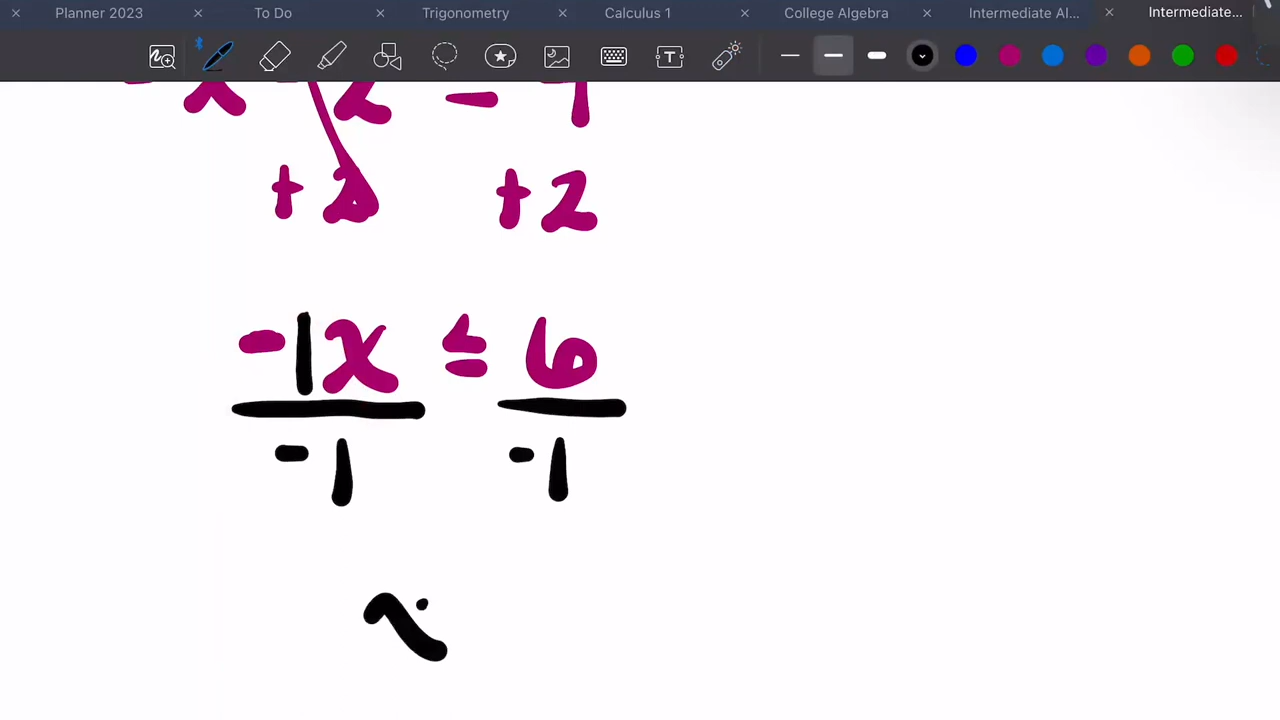 Planner 2023 To Do Trigonometry Calculus 1 College Algebra Intermediate Al... Intermediate...
T
+2 +2
-1x ≤ 6
-1 -1